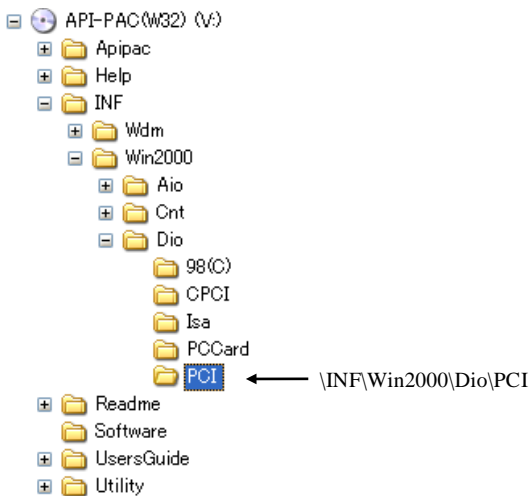 API-PAC(W32) (V:)
Apipac
Help
INF
Wdm
Win2000
Aio
Cnt
Dio
98(C)
CPCI
Isa
PCCard
PCI
\INF\Win2000\Dio\PCI
Readme
Software
UsersGuide
Utility